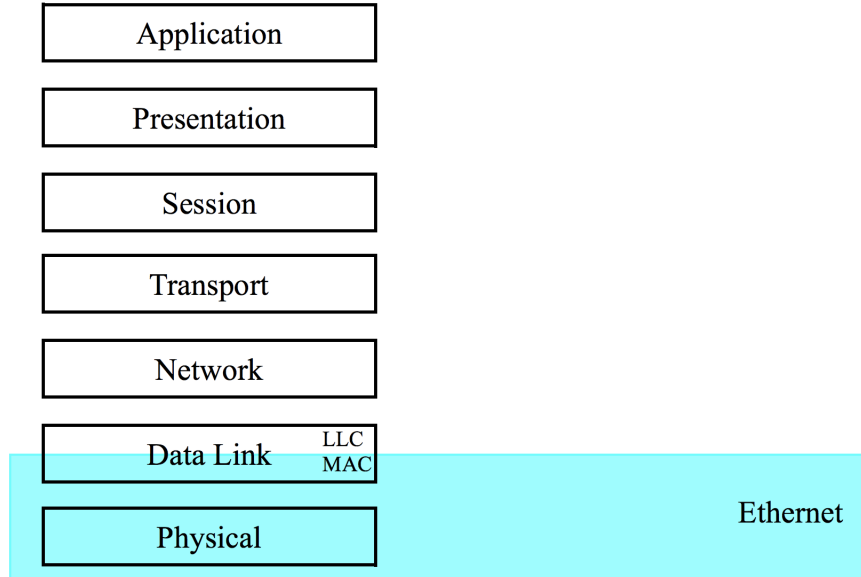 Application
Presentation
Session
Transport
Network
Data Link
LLC
MAC
Physical
Ethernet